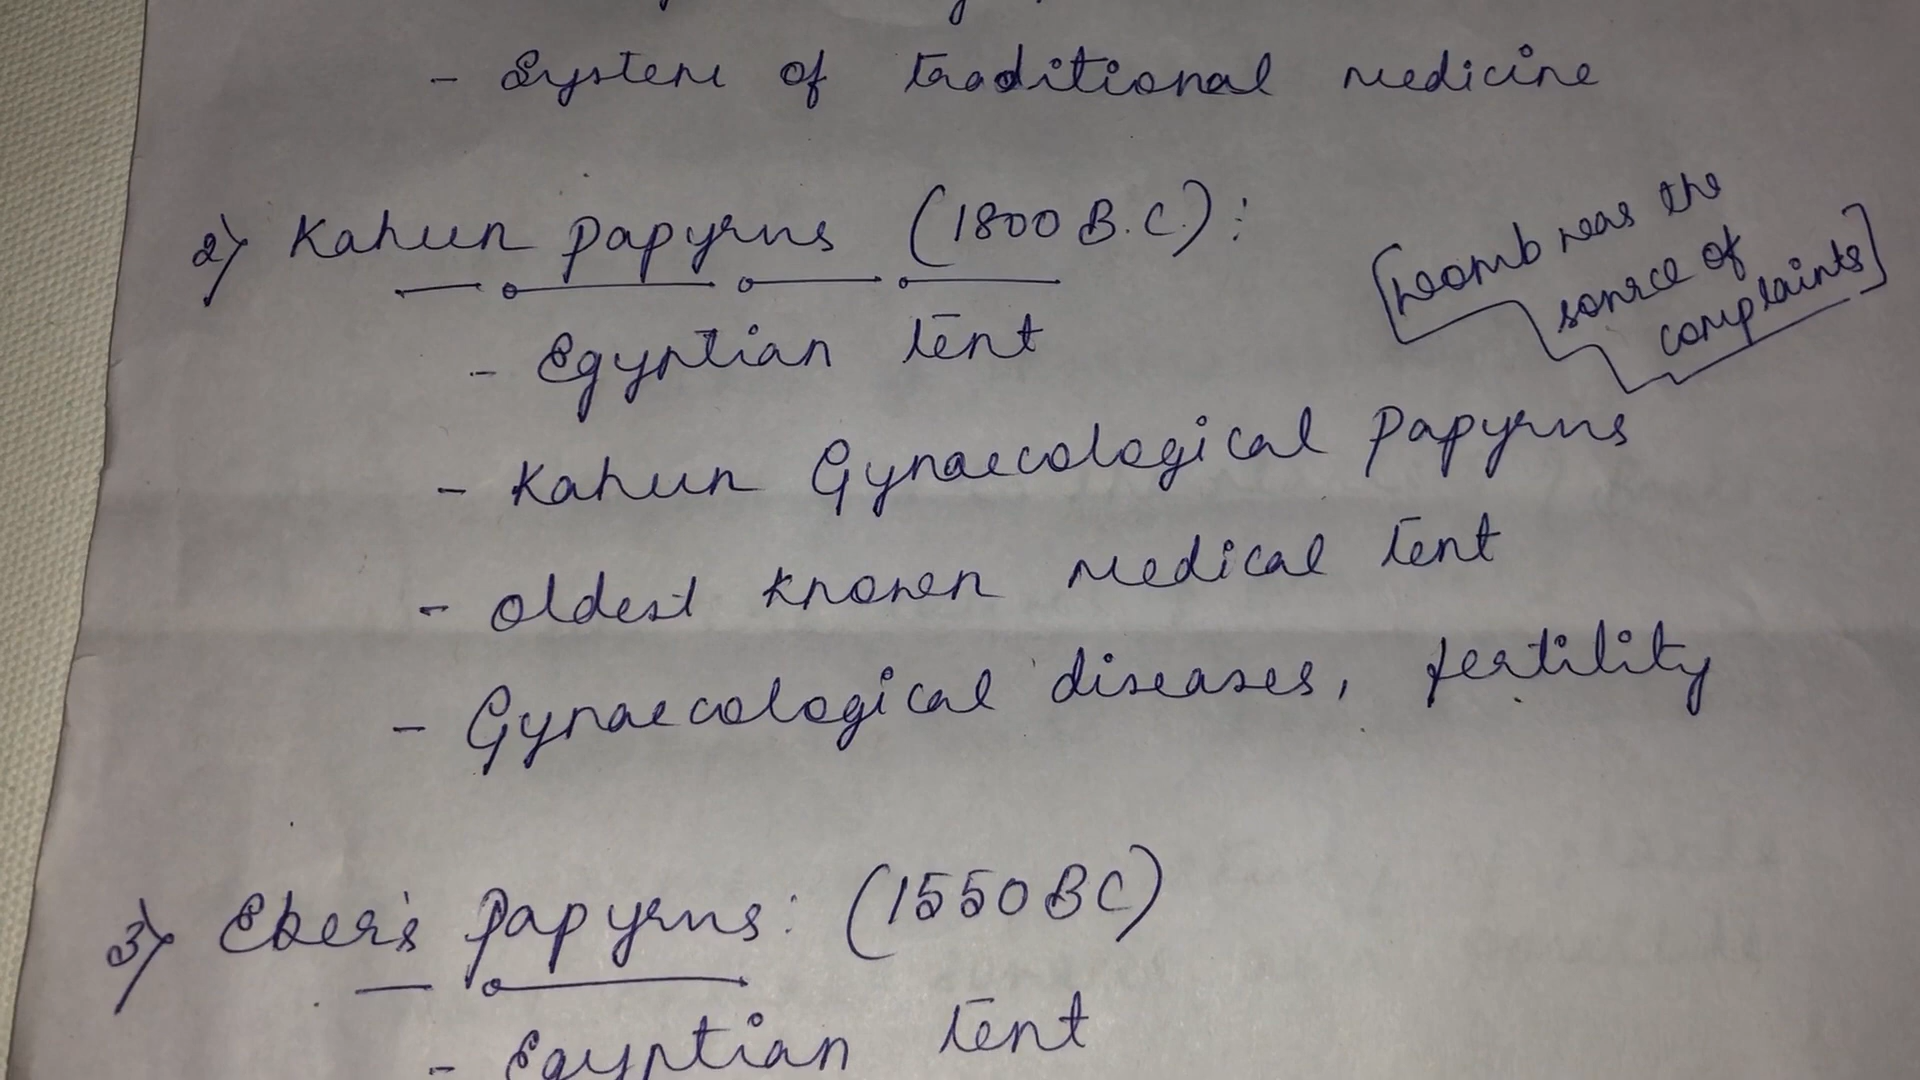 - System of traditional medicine
2) Kahun papyrus (1800 B.C.):
[womb was the
source of
complaints]
- Egyptian text
- Kahun Gynaecological papyrus
- Oldest known medical text
- Gynaecological diseases, fertility
3) Eber's papyrus: (1550 BC)
- Egyptian text